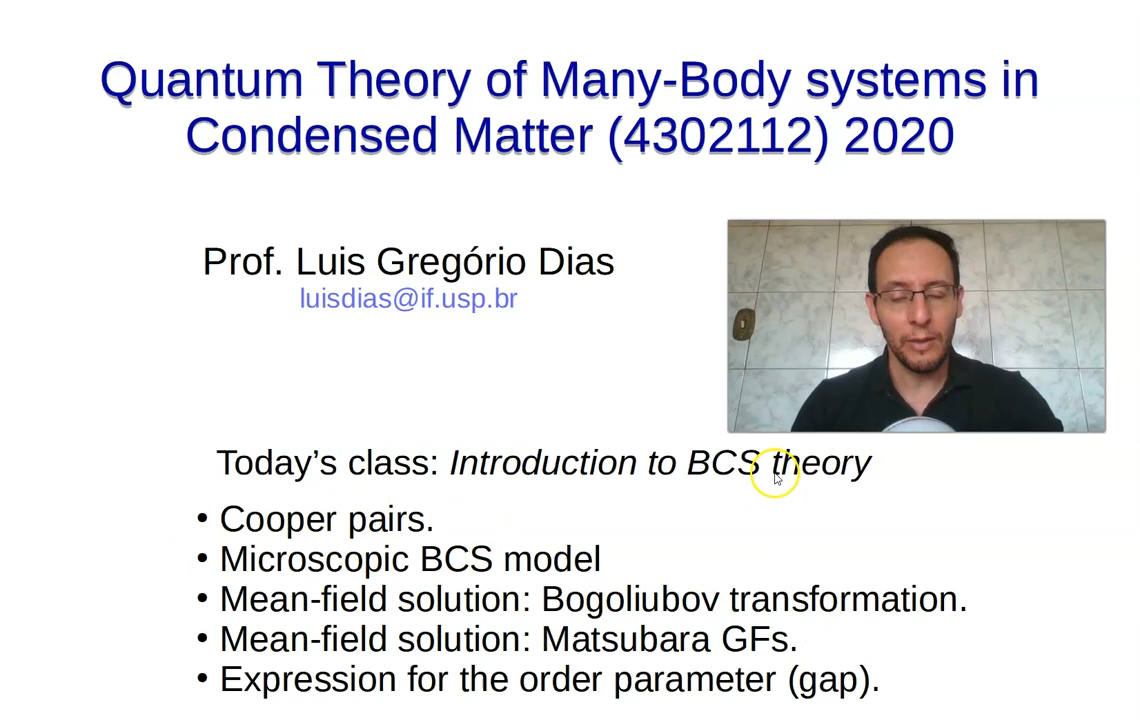 Quantum Theory of Many-Body systems in
Condensed Matter (4302112) 2020
Prof. Luis Gregório Dias
luisdias@if.usp.br
Today’s class: Introduction to BCS theory
• Cooper pairs.
• Microscopic BCS model
• Mean-field solution: Bogoliubov transformation.
• Mean-field solution: Matsubara GFs.
• Expression for the order parameter (gap).